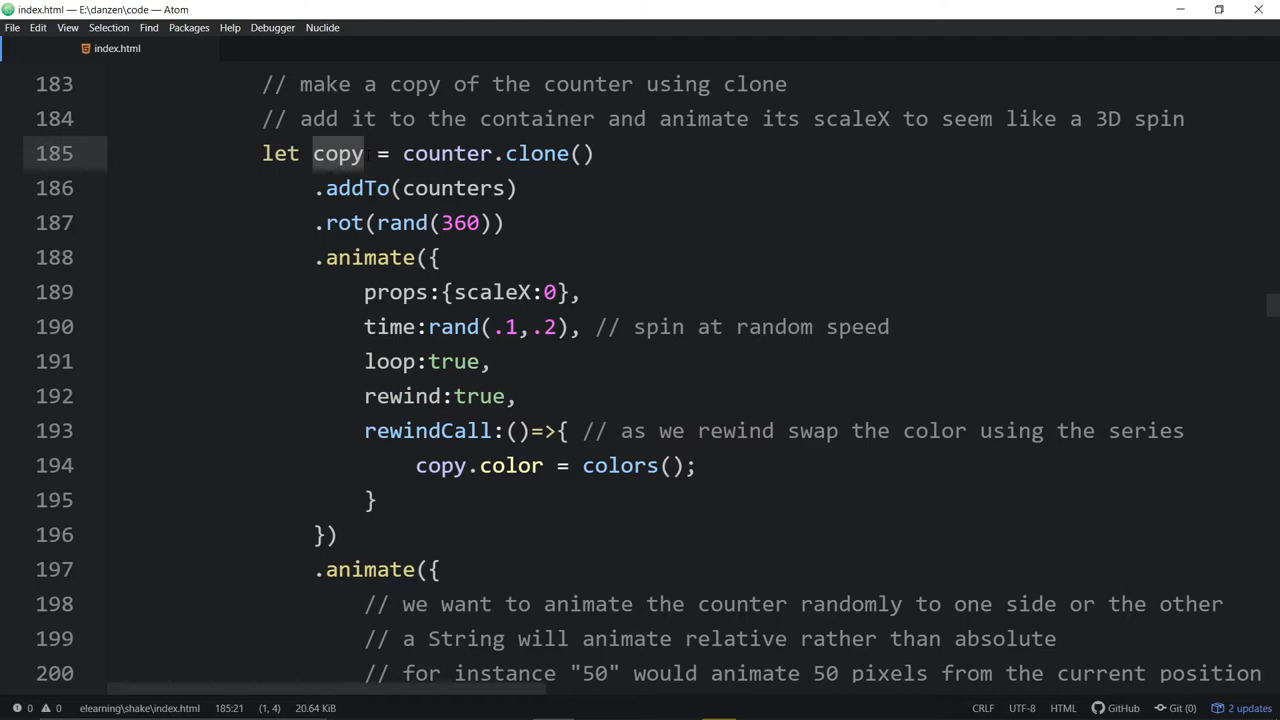 index.html — E:\danzen\code — Atom
File Edit View Selection Find Packages Help Debugger Nuclide
index.html
183 // make a copy of the counter using clone
184 // add it to the container and animate its scaleX to seem like a 3D spin
185 let copy = counter.clone()
186 .addTo(counters)
187 .rot(rand(360))
188 .animate({
189 props:{scaleX:0},
190 time:rand(.1,.2), // spin at random speed
191 loop:true,
192 rewind:true,
193 rewindCall:()=>{ // as we rewind swap the color using the series
194 copy.color = colors();
195 }
196 })
197 .animate({
198 // we want to animate the counter randomly to one side or the other
199 // a String will animate relative rather than absolute
200 // for instance "50" would animate 50 pixels from the current position
0 0 elearning\shake\index.html 185:21 (1, 4) 20.64 KiB CRLF UTF-8 HTML GitHub Git (0) 2 updates